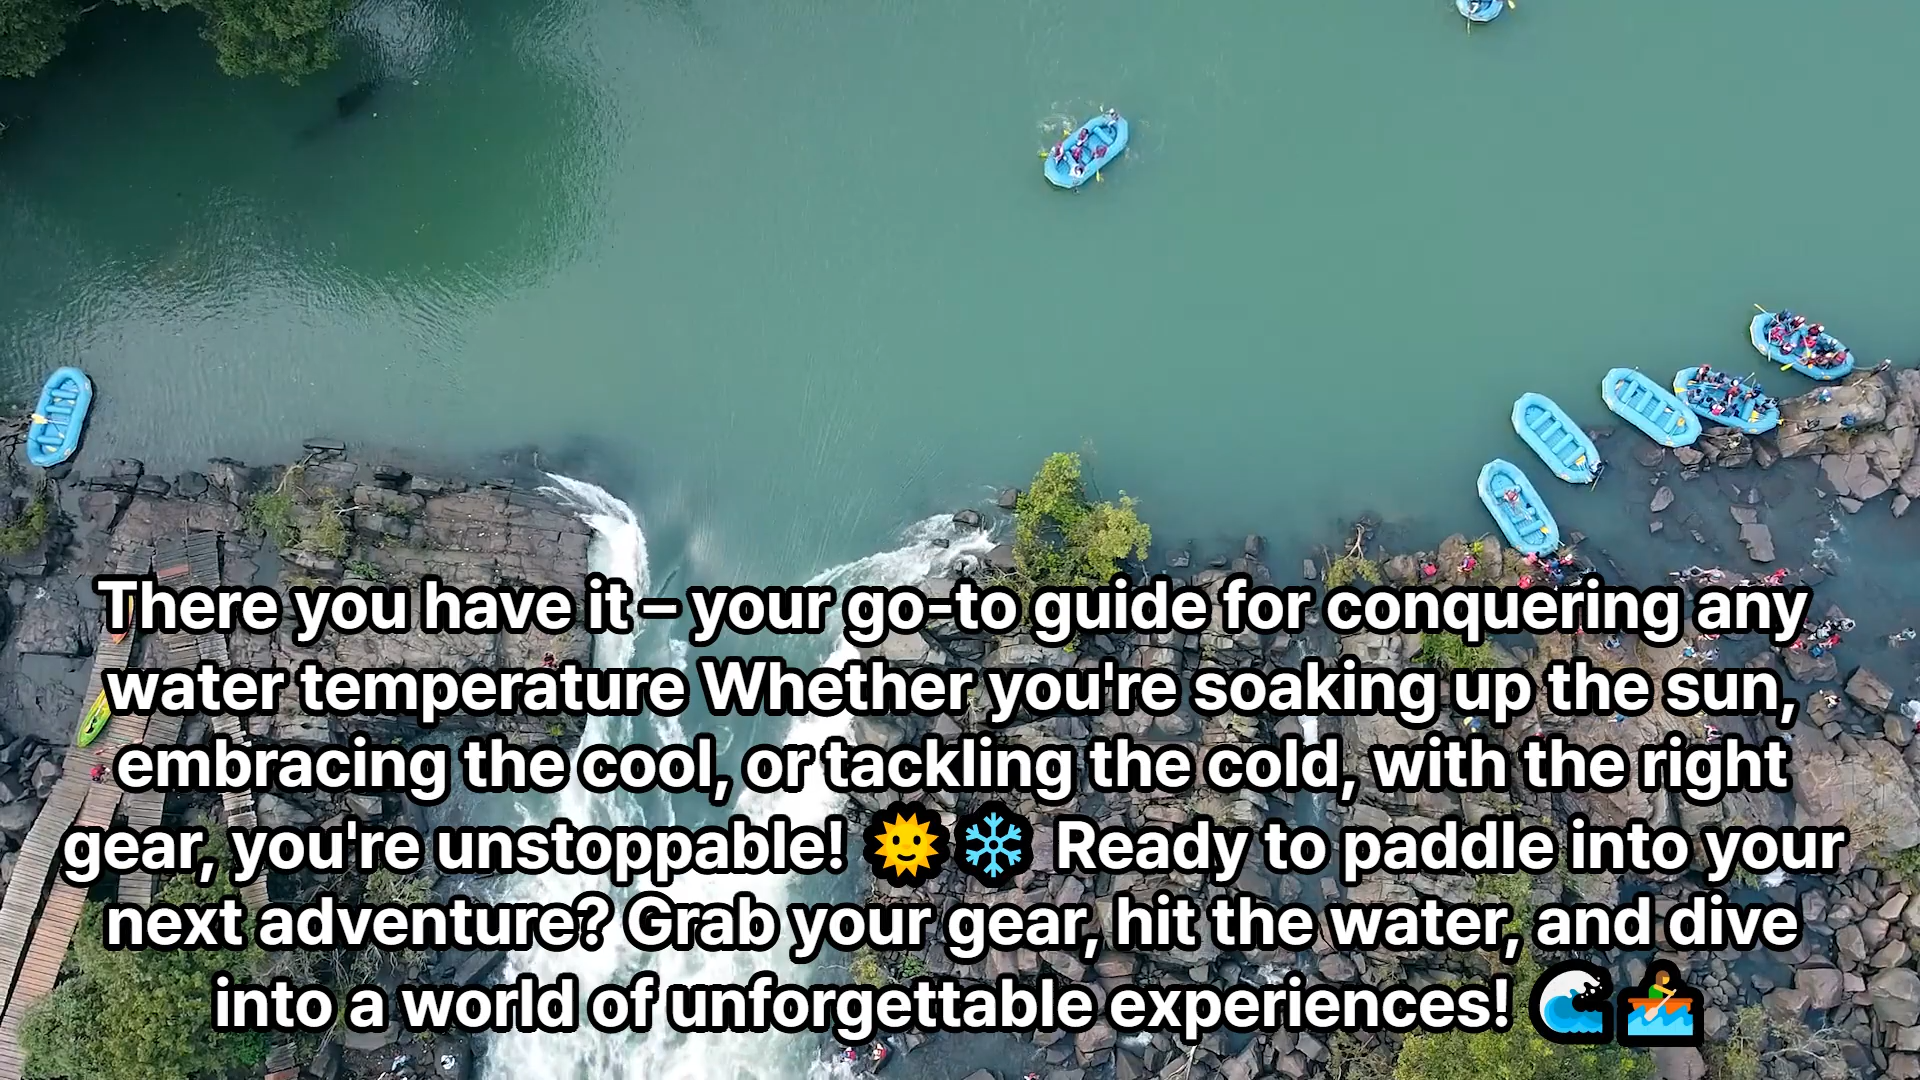 There you have it – your go-to guide for conquering any
water temperature Whether you're soaking up the sun,
embracing the cool, or tackling the cold, with the right
gear, you're unstoppable! 🌞❄️ Ready to paddle into your
next adventure? Grab your gear, hit the water, and dive
into a world of unforgettable experiences! 🌊🚣